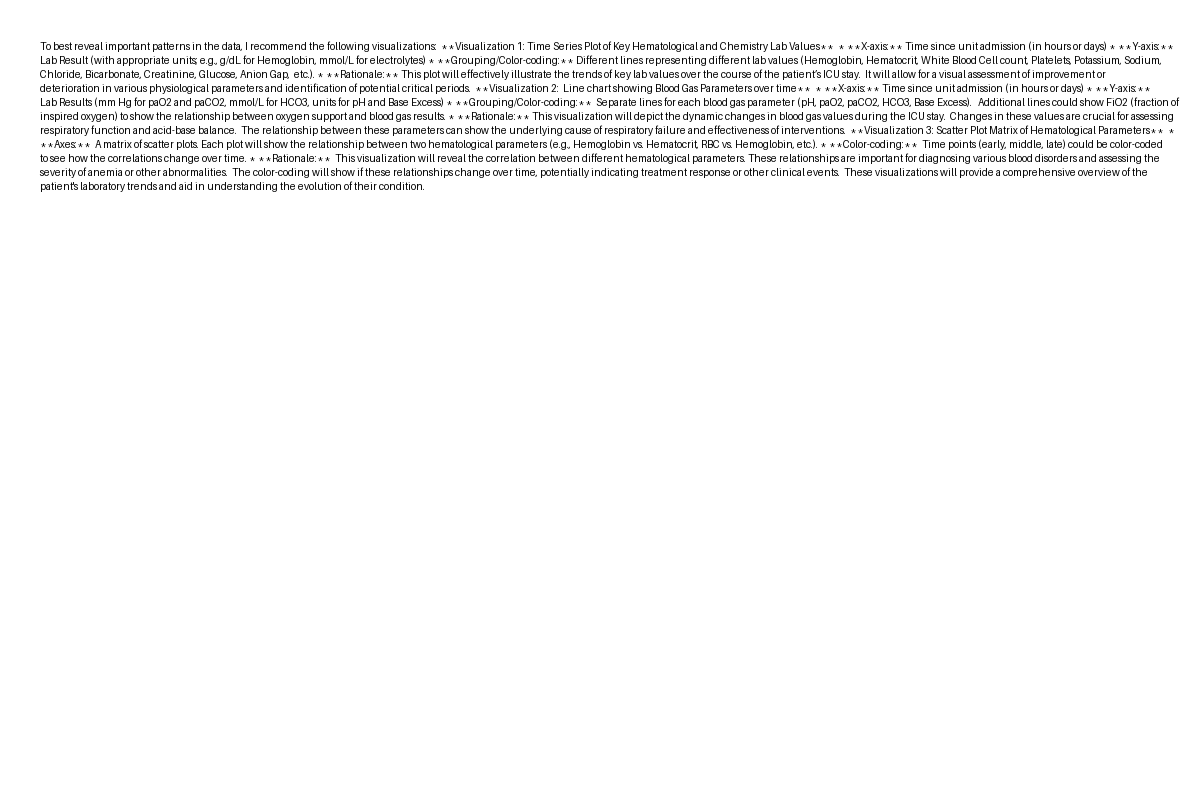 To best reveal important patterns in the data, I recommend the following visualizations:  **Visualization 1: Time Series Plot of Key Hematological and Chemistry Lab Values**  * **X-axis:** Time since unit admission (in hours or days) * **Y-axis:**
Lab Result (with appropriate units; e.g., g/dL for Hemoglobin, mmol/L for electrolytes) * **Grouping/Color-coding:** Different lines representing different lab values (Hemoglobin, Hematocrit, White Blood Cell count, Platelets, Potassium, Sodium,
Chloride, Bicarbonate, Creatinine, Glucose, Anion Gap,  etc.). * **Rationale:** This plot will effectively illustrate the trends of key lab values over the course of the patient's ICU stay.  It will allow for a visual assessment of improvement or
deterioration in various physiological parameters and identification of potential critical periods.  **Visualization 2:  Line chart showing Blood Gas Parameters over time**  * **X-axis:** Time since unit admission (in hours or days) * **Y-axis:**
Lab Results (mm Hg for paO2 and paCO2, mmol/L for HCO3, units for pH and Base Excess) * **Grouping/Color-coding:**  Separate lines for each blood gas parameter (pH, paO2, paCO2, HCO3, Base Excess).   Additional lines could show FiO2 (fraction of
inspired oxygen) to show the relationship between oxygen support and blood gas results. * **Rationale:** This visualization will depict the dynamic changes in blood gas values during the ICU stay.  Changes in these values are crucial for assessing
respiratory function and acid-base balance.  The relationship between these parameters can show the underlying cause of respiratory failure and effectiveness of interventions.  **Visualization 3: Scatter Plot Matrix of Hematological Parameters**  *
**Axes:**  A matrix of scatter plots. Each plot will show the relationship between two hematological parameters (e.g., Hemoglobin vs. Hematocrit, RBC vs. Hemoglobin, etc.). * **Color-coding:**  Time points (early, middle, late) could be color-coded
to see how the correlations change over time. * **Rationale:**  This visualization will reveal the correlation between different hematological parameters. These relationships are important for diagnosing various blood disorders and assessing the
severity of anemia or other abnormalities.  The color-coding will show if these relationships change over time, potentially indicating treatment response or other clinical events.  These visualizations will provide a comprehensive overview of the
patient's laboratory trends and aid in understanding the evolution of their condition.